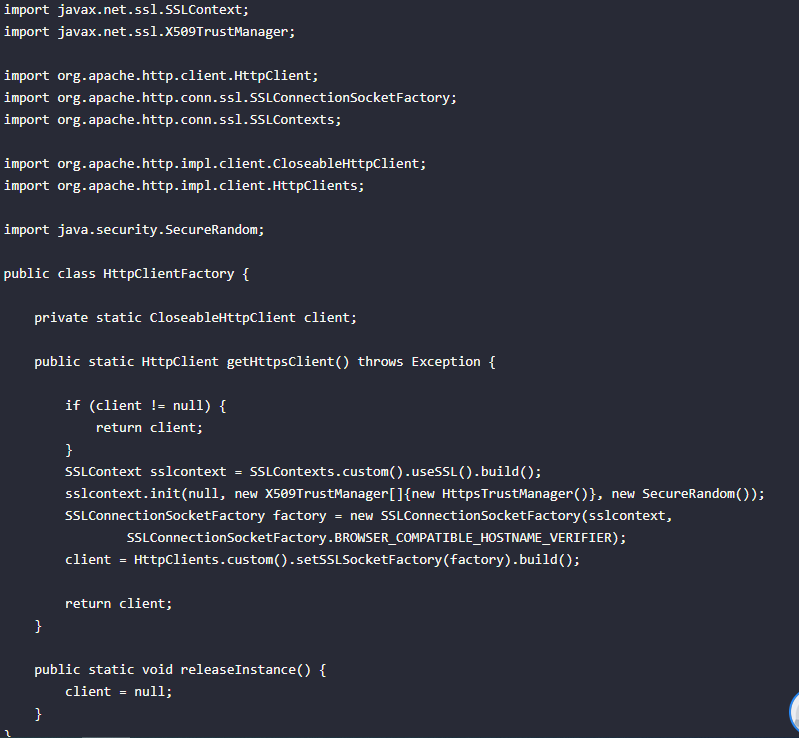 import javax.net.ssl.SSLContext;
import javax.net.ssl.X509TrustManager;

import org.apache.http.client.HttpClient;
import org.apache.http.conn.ssl.SSLConnectionSocketFactory;
import org.apache.http.conn.ssl.SSLContexts;

import org.apache.http.impl.client.CloseableHttpClient;
import org.apache.http.impl.client.HttpClients;

import java.security.SecureRandom;

public class HttpClientFactory {

    private static CloseableHttpClient client;

    public static HttpClient getHttpsClient() throws Exception {

        if (client != null) {
            return client;
        }
        SSLContext sslcontext = SSLContexts.custom().useSSL().build();
        sslcontext.init(null, new X509TrustManager[]{new HttpsTrustManager()}, new SecureRandom());
        SSLConnectionSocketFactory factory = new SSLConnectionSocketFactory(sslcontext,
                SSLConnectionSocketFactory.BROWSER_COMPATIBLE_HOSTNAME_VERIFIER);
        client = HttpClients.custom().setSSLSocketFactory(factory).build();

        return client;
    }

    public static void releaseInstance() {
        client = null;
    }
}